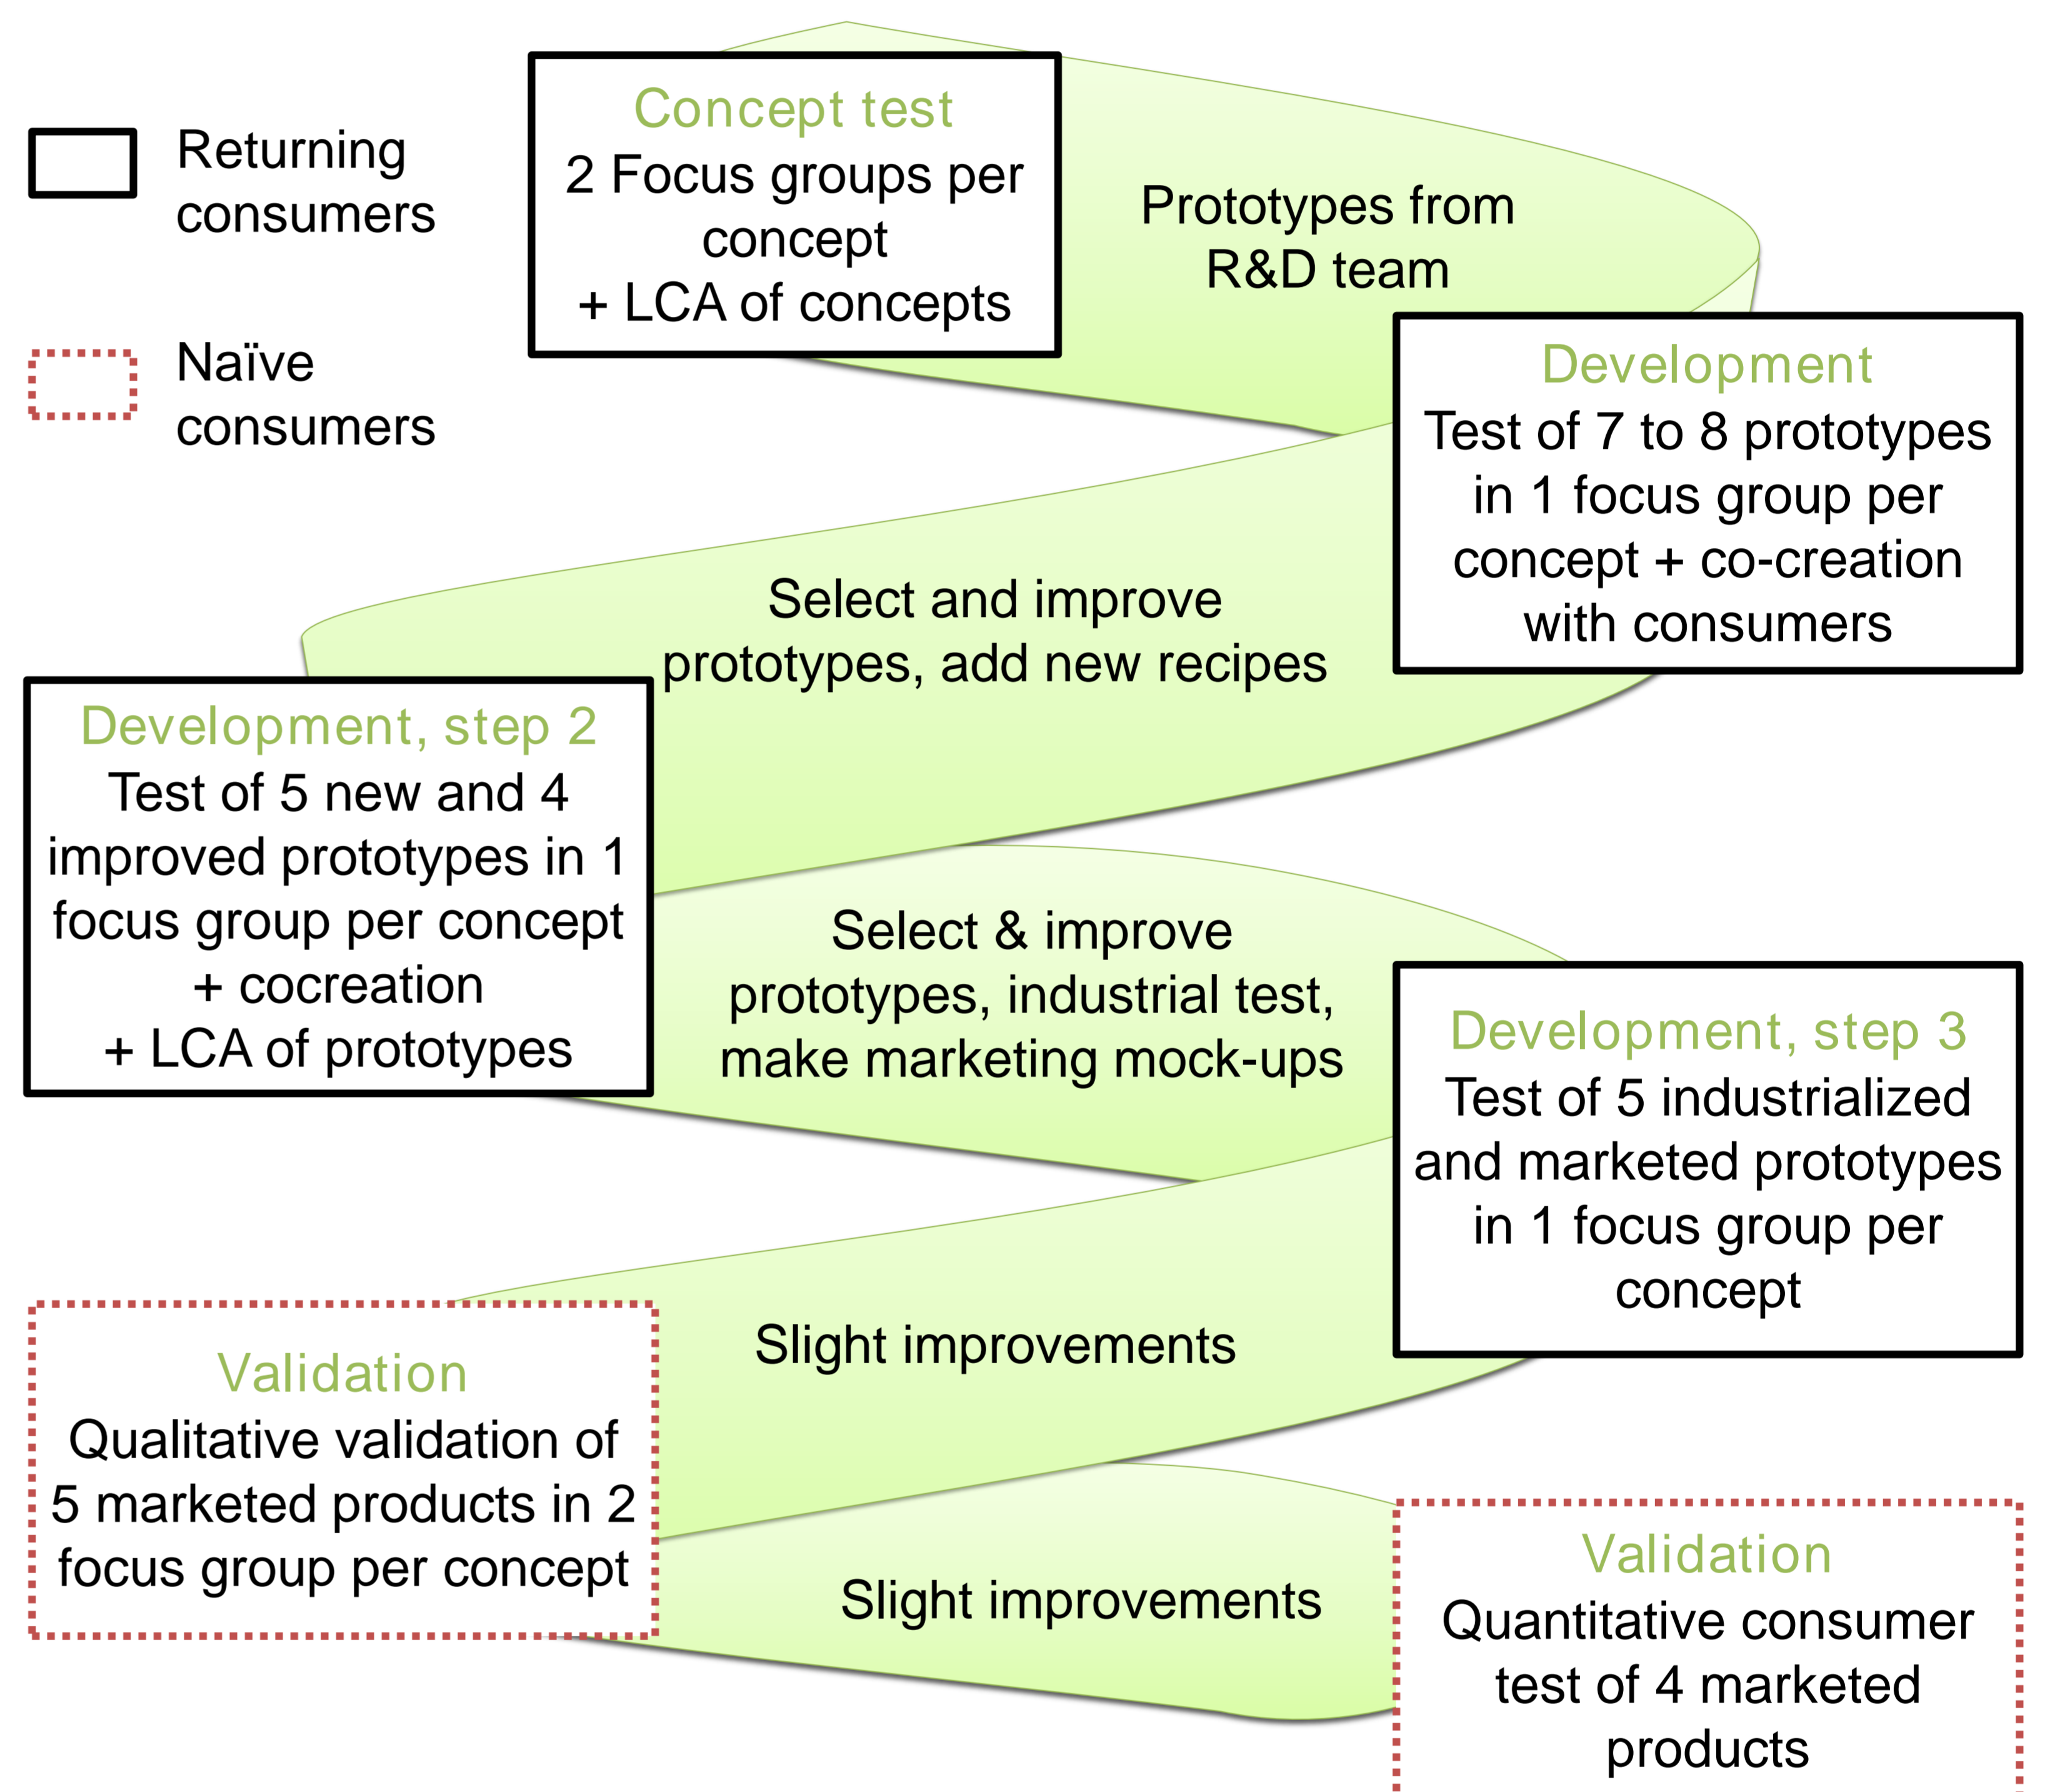 Returning
consumers
Naïve
consumers
Concept test
2 Focus groups per
concept
+ LCA of concepts
Prototypes from
R&D team
Development
Test of 7 to 8 prototypes
in 1 focus group per
concept + co-creation
with consumers
Select and improve
prototypes, add new recipes
Development, step 2
Test of 5 new and 4
improved prototypes in 1
focus group per concept
+ cocreation
+ LCA of prototypes
Select & improve
prototypes, industrial test,
make marketing mock-ups
Development, step 3
Test of 5 industrialized
and marketed prototypes
in 1 focus group per
concept
Slight improvements
Validation
Qualitative validation of
5 marketed products in 2
focus group per concept
Slight improvements
Validation
Quantitative consumer
test of 4 marketed
products